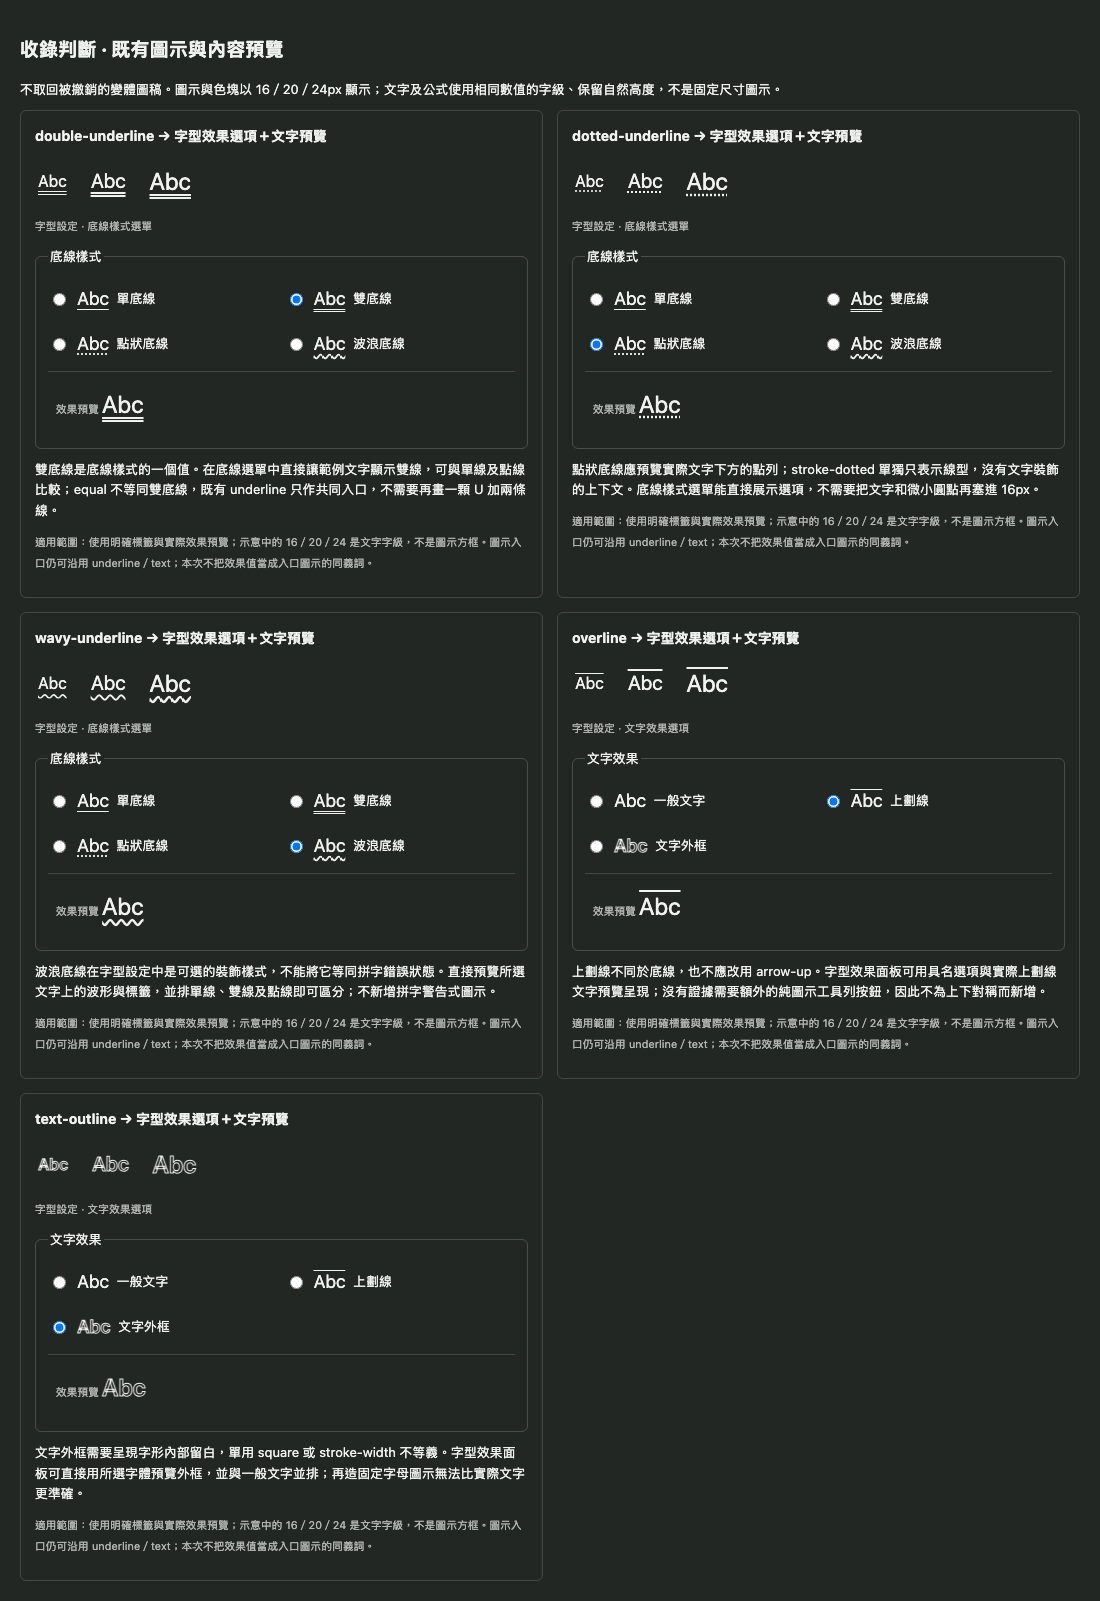 收錄判斷 · 既有圖示與內容預覽
不取回被撤銷的變體圖稿。圖示與色塊以 16 / 20 / 24px 顯示；文字及公式使用相同數值的字級、保留自然高度，不是固定尺寸圖示。
double-underline → 字型效果選項＋文字預覽
Abc Abc Abc
字型設定 · 底線樣式選單
底線樣式
Abc 單底線 Abc 雙底線
Abc 點狀底線 Abc 波浪底線
效果預覽 Abc
雙底線是底線樣式的一個值。在底線選單中直接讓範例文字顯示雙線，可與單線及點線
比較；equal 不等同雙底線，既有 underline 只作共同入口，不需要再畫一顆 U 加兩條
線。
適用範圍：使用明確標籤與實際效果預覽；示意中的 16 / 20 / 24 是文字字級，不是圖示方框。圖示入
口仍可沿用 underline / text；本次不把效果值當成入口圖示的同義詞。
dotted-underline → 字型效果選項＋文字預覽
Abc Abc Abc
字型設定 · 底線樣式選單
底線樣式
Abc 單底線 Abc 雙底線
Abc 點狀底線 Abc 波浪底線
效果預覽 Abc
點狀底線應預覽實際文字下方的點列；stroke-dotted 單獨只表示線型，沒有文字裝飾
的上下文。底線樣式選單能直接展示選項，不需要把文字和微小圓點再塞進 16px。
適用範圍：使用明確標籤與實際效果預覽；示意中的 16 / 20 / 24 是文字字級，不是圖示方框。圖示入
口仍可沿用 underline / text；本次不把效果值當成入口圖示的同義詞。
wavy-underline → 字型效果選項＋文字預覽
Abc Abc Abc
字型設定 · 底線樣式選單
底線樣式
Abc 單底線 Abc 雙底線
Abc 點狀底線 Abc 波浪底線
效果預覽 Abc
波浪底線在字型設定中是可選的裝飾樣式，不能將它等同拼字錯誤狀態。直接預覽所選
文字上的波形與標籤，並排單線、雙線及點線即可區分；不新增拼字警告式圖示。
適用範圍：使用明確標籤與實際效果預覽；示意中的 16 / 20 / 24 是文字字級，不是圖示方框。圖示入
口仍可沿用 underline / text；本次不把效果值當成入口圖示的同義詞。
overline → 字型效果選項＋文字預覽
Abc Abc Abc
字型設定 · 文字效果選項
文字效果
Abc 一般文字 Abc 上劃線
Abc 文字外框
效果預覽 Abc
上劃線不同於底線，也不應改用 arrow-up。字型效果面板可用具名選項與實際上劃線
文字預覽呈現；沒有證據需要額外的純圖示工具列按鈕，因此不為上下對稱而新增。
適用範圍：使用明確標籤與實際效果預覽；示意中的 16 / 20 / 24 是文字字級，不是圖示方框。圖示入
口仍可沿用 underline / text；本次不把效果值當成入口圖示的同義詞。
text-outline → 字型效果選項＋文字預覽
Abc Abc Abc
字型設定 · 文字效果選項
文字效果
Abc 一般文字 Abc 上劃線
Abc 文字外框
效果預覽 Abc
文字外框需要呈現字形內部留白，單用 square 或 stroke-width 不等義。字型效果面
板可直接用所選字體預覽外框，並與一般文字並排；再造固定字母圖示無法比實際文字
更準確。
適用範圍：使用明確標籤與實際效果預覽；示意中的 16 / 20 / 24 是文字字級，不是圖示方框。圖示入
口仍可沿用 underline / text；本次不把效果值當成入口圖示的同義詞。